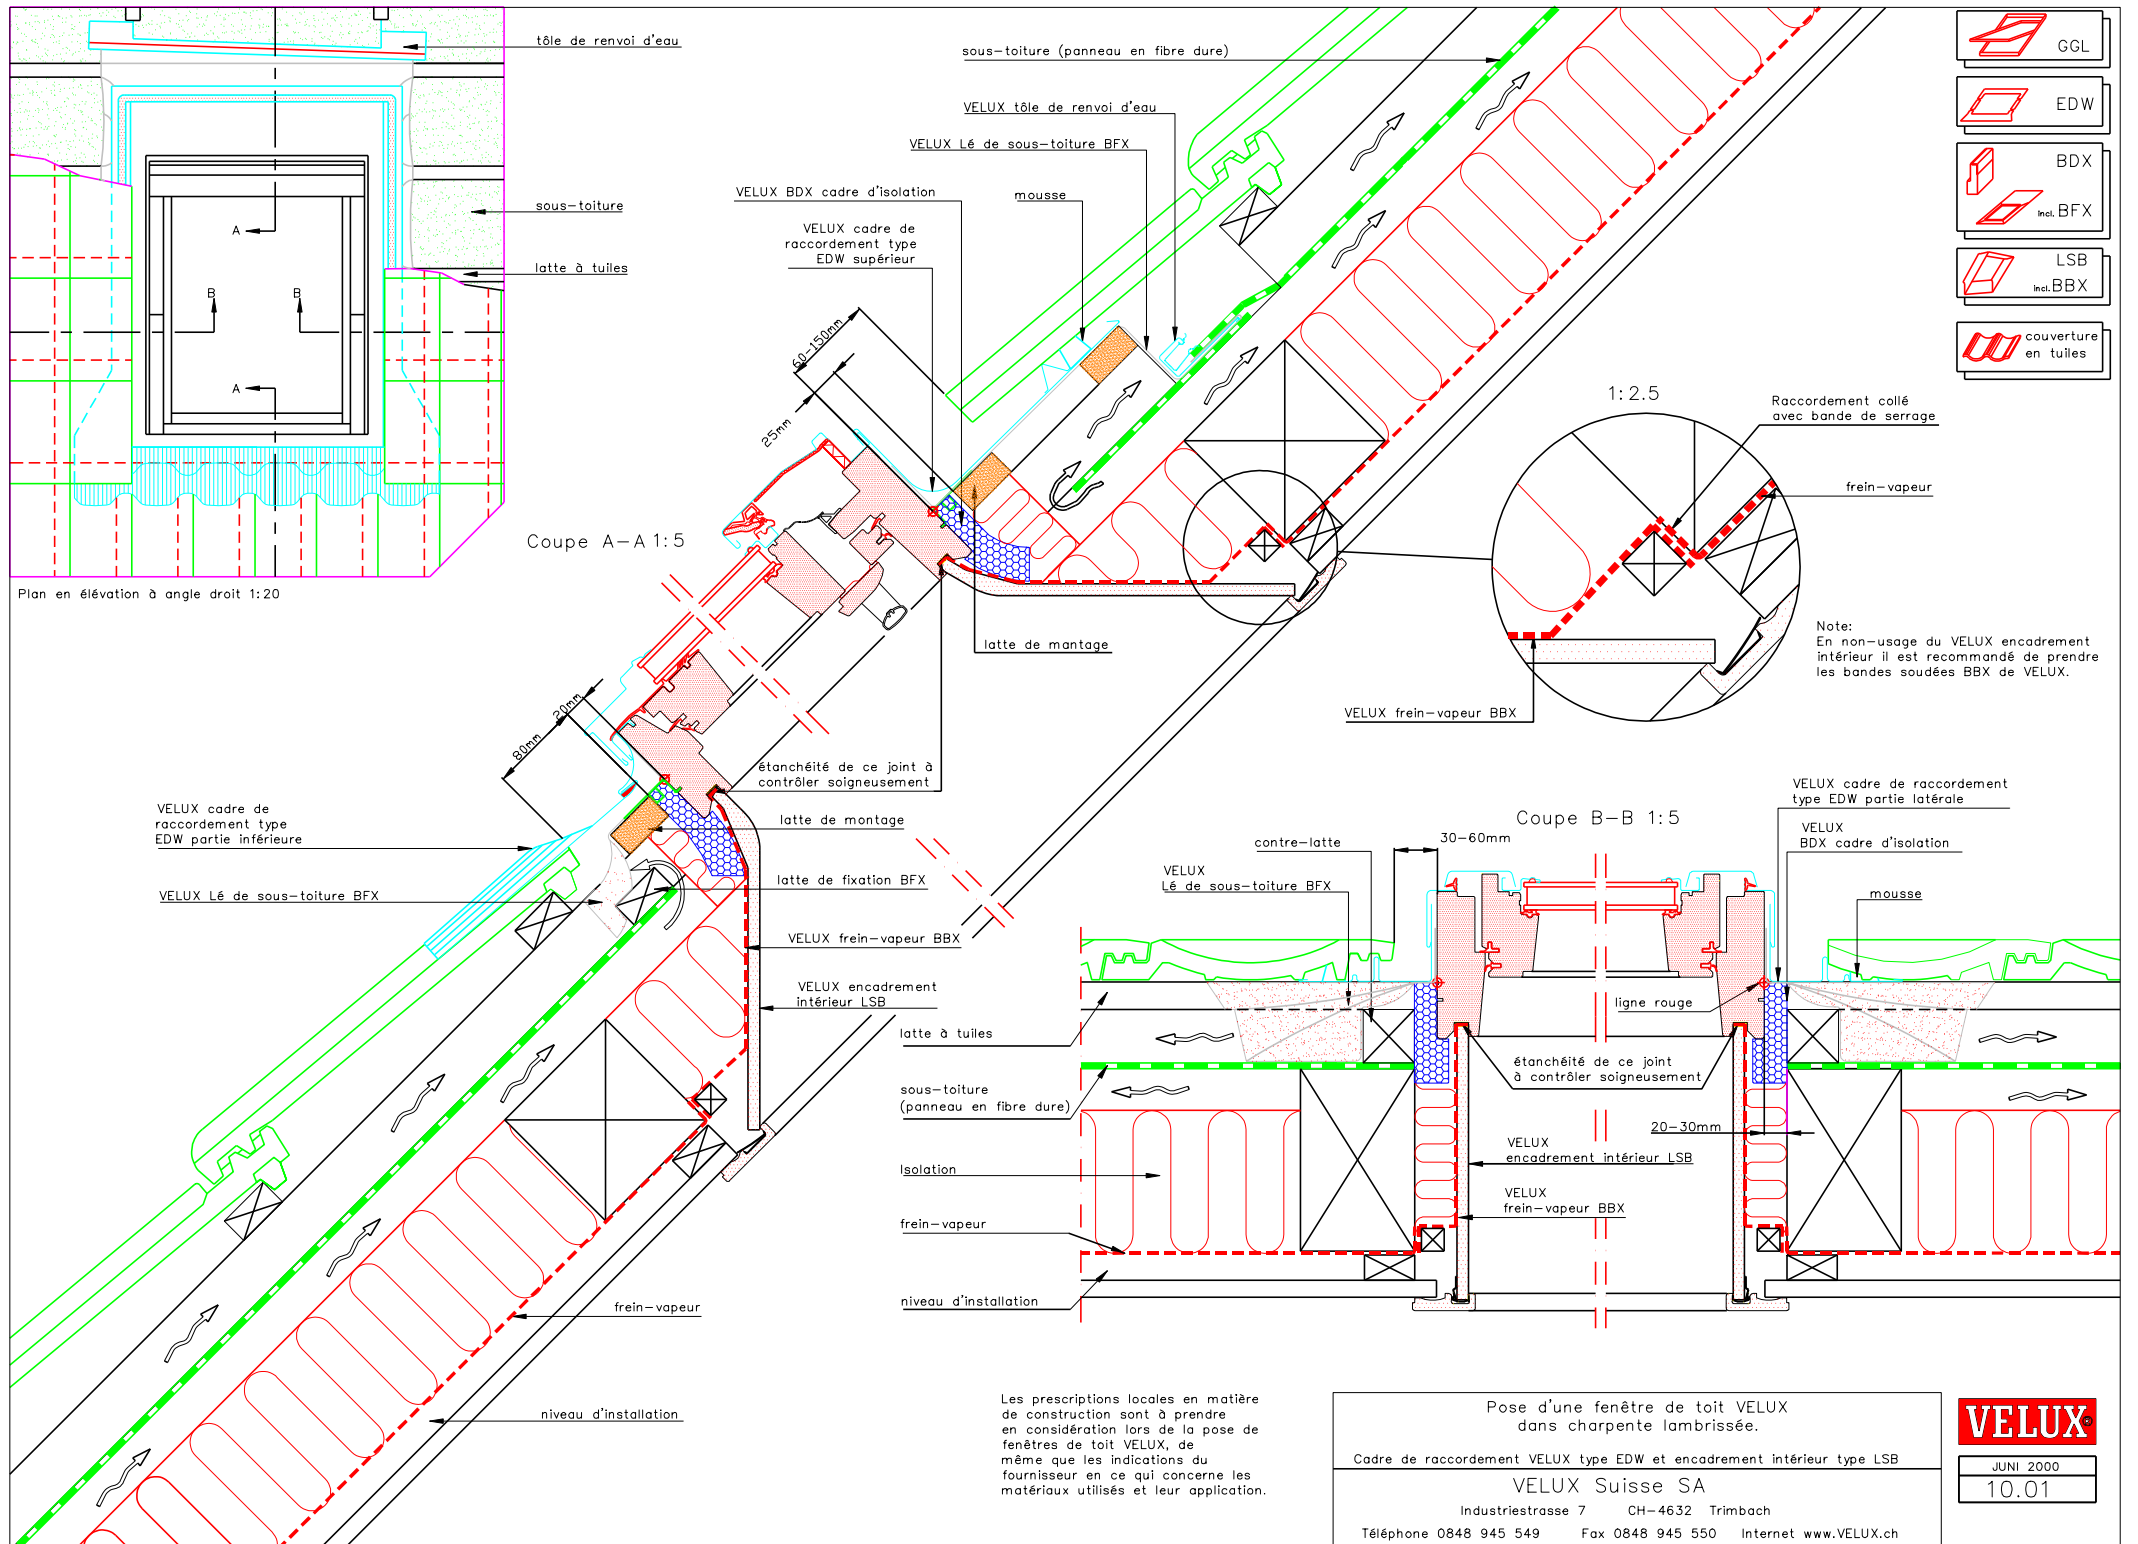 tôle de renvoi d'eau
sous-toiture
latte à tuiles
A
B
B
A
Plan en élévation à angle droit 1:20
sous-toiture (panneau en fibre dure)
VELUX tôle de renvoi d'eau
VELUX Lé de sous-toiture BFX
VELUX BDX cadre d'isolation
mousse
VELUX cadre de
raccordement type
EDW supérieur
60-150mm
25mm
Coupe A-A 1:5
latte de mantage
20mm
80mm
étanchéité de ce joint à
contrôler soigneusement
VELUX cadre de
raccordement type
EDW partie inférieure
latte de montage
VELUX Lé de sous-toiture BFX
latte de fixation BFX
VELUX frein-vapeur BBX
VELUX encadrement
intérieur LSB
frein-vapeur
niveau d'installation
GGL
EDW
BDX
incl. BFX
LSB
incl. BBX
couverture
en tuiles
1:2.5
Raccordement collé
avec bande de serrage
frein-vapeur
VELUX frein-vapeur BBX
Note:
En non-usage du VELUX encadrement
intérieur il est recommandé de prendre
les bandes soudées BBX de VELUX.
Coupe B-B 1:5
VELUX cadre de raccordement
type EDW partie latérale
30-60mm
contre-latte
VELUX
BDX cadre d'isolation
VELUX
Lé de sous-toiture BFX
mousse
ligne rouge
latte à tuiles
étanchéité de ce joint
à contrôler soigneusement
sous-toiture
(panneau en fibre dure)
20-30mm
VELUX
encadrement intérieur LSB
Isolation
VELUX
frein-vapeur BBX
frein-vapeur
niveau d'installation
Les prescriptions locales en matière
de construction sont à prendre
en considération lors de la pose de
fenêtres de toit VELUX, de
même que les indications du
fournisseur en ce qui concerne les
matériaux utilisés et leur application.
Pose d'une fenêtre de toit VELUX
dans charpente lambrissée.
Cadre de raccordement VELUX type EDW et encadrement intérieur type LSB
VELUX Suisse SA
Industriestrasse 7 CH-4632 Trimbach
Téléphone 0848 945 549 Fax 0848 945 550 Internet www.VELUX.ch
VELUX®
JUNI 2000
10.01